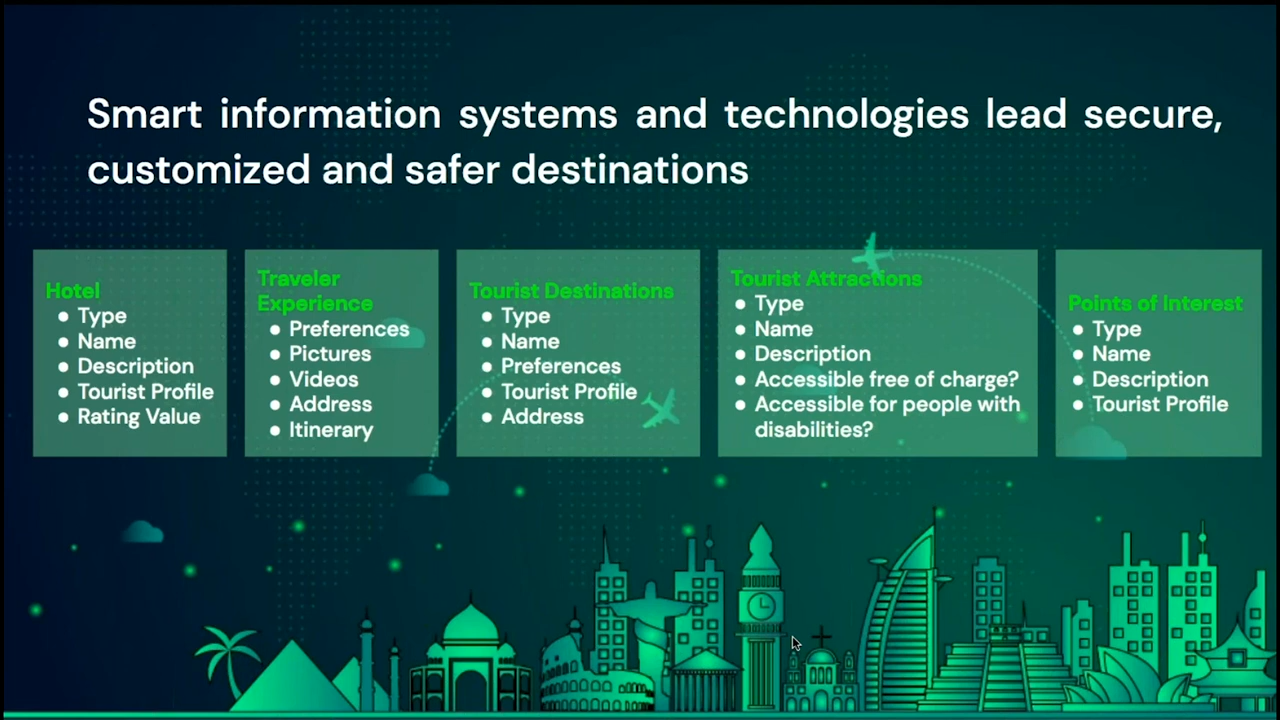 Smart information systems and technologies lead secure,
customized and safer destinations
Hotel
● Type
● Name
● Description
● Tourist Profile
● Rating Value
Traveler
Experience
● Preferences
● Pictures
● Videos
● Address
● Itinerary
Tourist Destinations
● Type
● Name
● Preferences
● Tourist Profile
● Address
Tourist Attractions
● Type
● Name
● Description
● Accessible free of charge?
● Accessible for people with
disabilities?
Points of Interest
● Type
● Name
● Description
● Tourist Profile